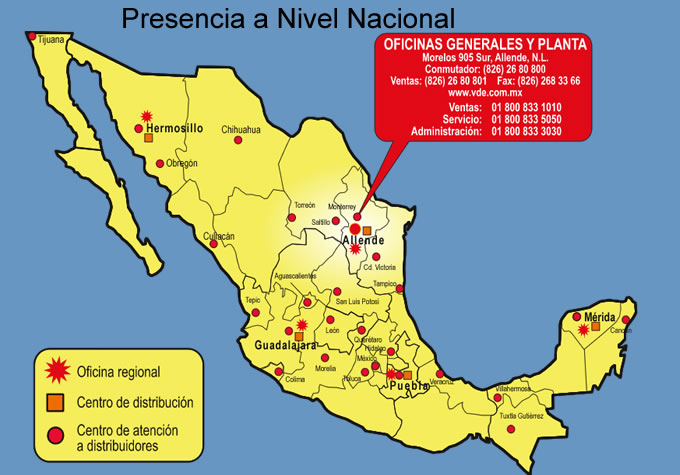 Presencia a Nivel Nacional
OFICINAS GENERALES Y PLANTA
Morelos 905 Sur, Allende, N.L.
Conmutador: (826) 26 80 800
Ventas: (826) 26 80 801 Fax: (826) 268 33 66
www.vde.com.mx
Ventas: 01 800 833 1010
Servicio: 01 800 833 5050
Administración: 01 800 833 3030
Tijuana
Hermosillo
Chihuahua
Obregón
Torreón
Monterrey
Saltillo
Culiacán
Allende
Cd. Victoria
Aguascalientes
Tampico
Tepic
San Luis Potosí
León
Querétaro
Guadalajara
Hidalgo
México
Morelia
Toluca
Colima
Puebla
Veracruz
Mérida
Cancún
Villahermosa
Tuxtla Gutiérrez
Oficina regional
Centro de distribución
Centro de atención
a distribuidores